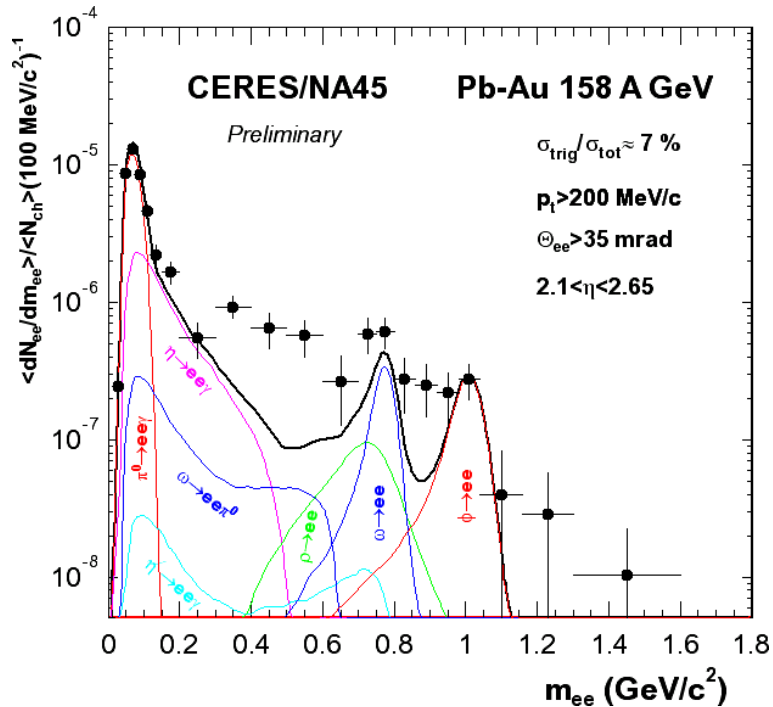 10⁻⁴
CERES/NA45 Pb-Au 158 A GeV
Preliminary
σtrig/σtot≈ 7 %
pt>200 MeV/c
Θee>35 mrad
2.1<η<2.65
10⁻⁵
10⁻⁶
10⁻⁷
10⁻⁸
<dNee/dmee>/<Nch>(100 MeV/c²)⁻¹
π⁰→eeγ
η→eeγ
ω→eeπ⁰
η'→eeγ
ρ→ee
ω→ee
φ→ee
0 0.2 0.4 0.6 0.8 1 1.2 1.4 1.6 1.8
mee (GeV/c²)